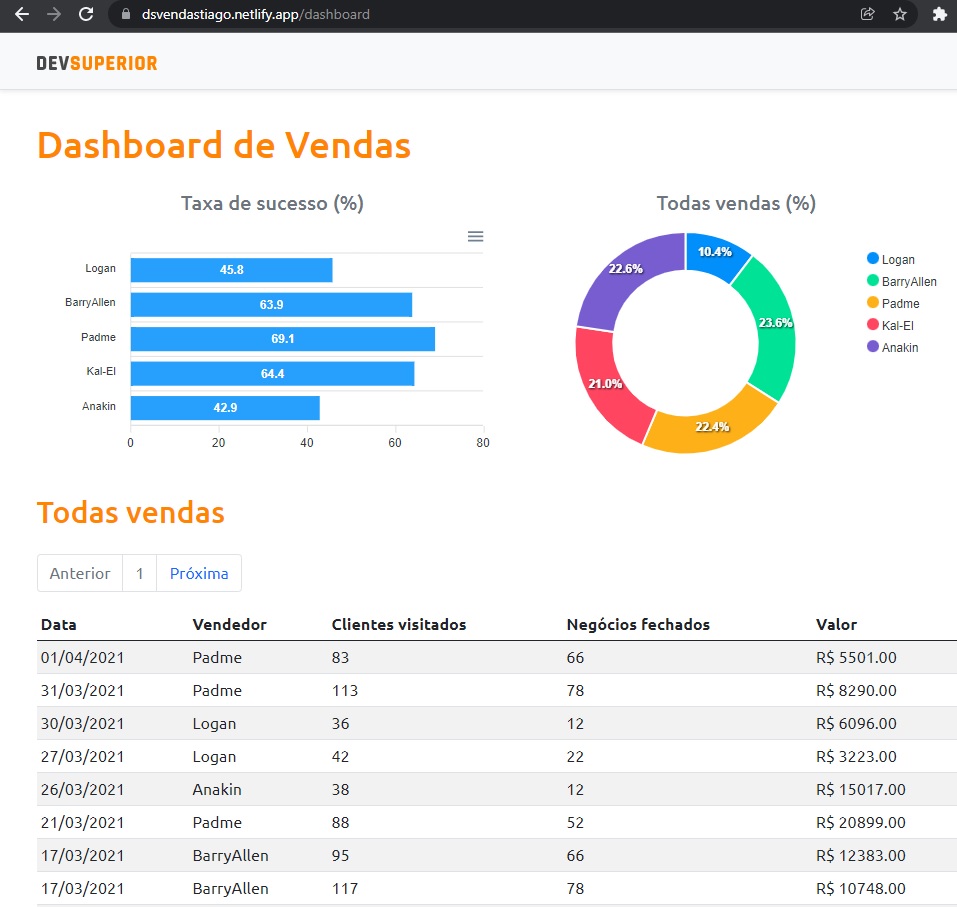 dsvendastiago.netlify.app/dashboard
DEVSUPERIOR
Dashboard de Vendas
Taxa de sucesso (%)
Logan 45.8
BarryAllen 63.9
Padme 69.1
Kal-El 64.4
Anakin 42.9
0 20 40 60 80
Todas vendas (%)
10.4%
23.6%
22.4%
21.0%
22.6%
Logan
BarryAllen
Padme
Kal-El
Anakin
Todas vendas
Anterior 1 Próxima
Data Vendedor Clientes visitados Negócios fechados Valor
01/04/2021 Padme 83 66 R$ 5501.00
31/03/2021 Padme 113 78 R$ 8290.00
30/03/2021 Logan 36 12 R$ 6096.00
27/03/2021 Logan 42 22 R$ 3223.00
26/03/2021 Anakin 38 12 R$ 15017.00
21/03/2021 Padme 88 52 R$ 20899.00
17/03/2021 BarryAllen 95 66 R$ 12383.00
17/03/2021 BarryAllen 117 78 R$ 10748.00